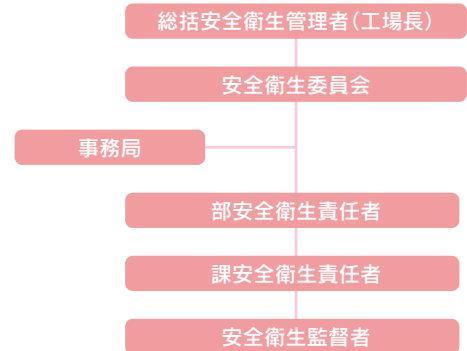 総括安全衛生管理者（工場長）
安全衛生委員会
事務局
部安全衛生責任者
課安全衛生責任者
安全衛生監督者